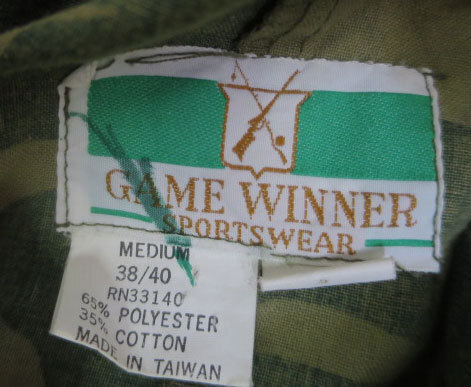 GAME WINNER
SPORTSWEAR
MEDIUM
38/40
RN33140
65% POLYESTER
35% COTTON
MADE IN TAIWAN